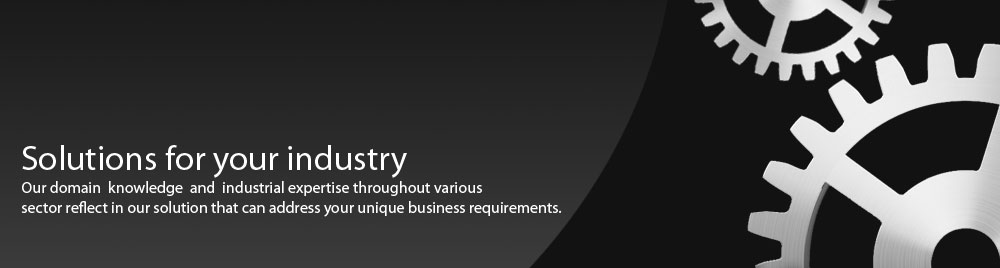 Solutions for your industry
Our domain knowledge and industrial expertise throughout various
sector reflect in our solution that can address your unique business requirements.